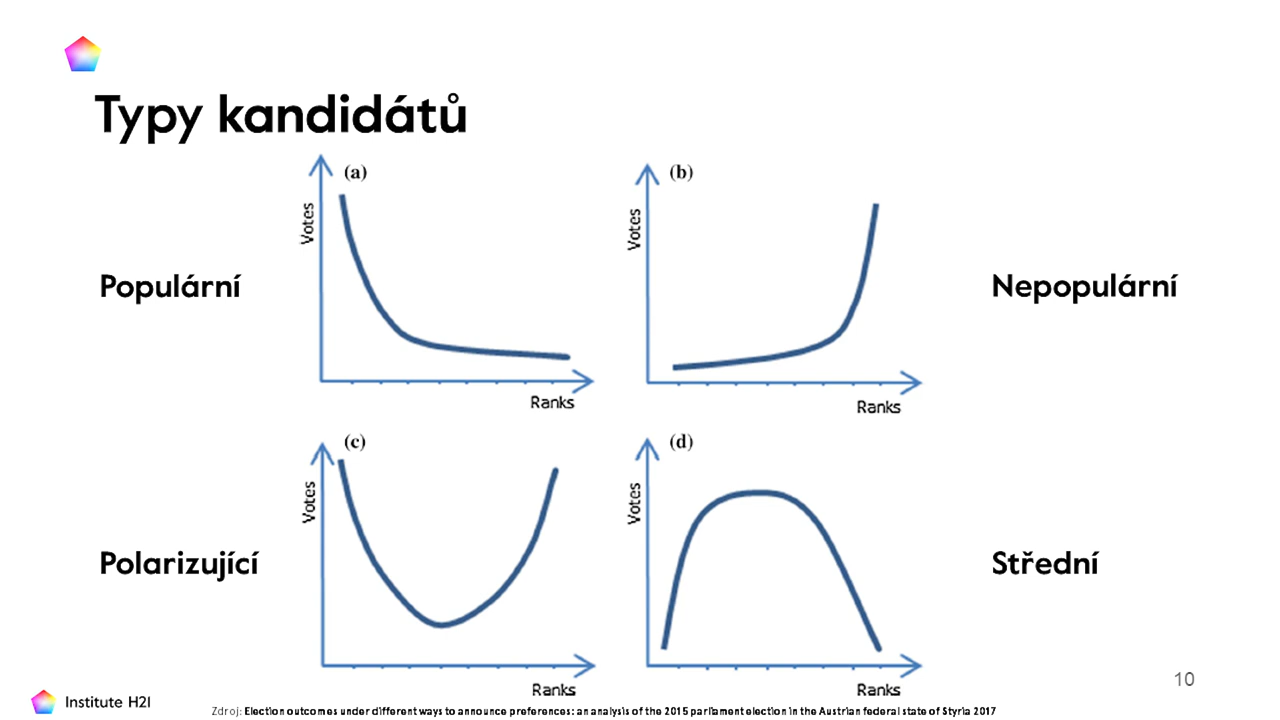 Typy kandidátů
(a)
Votes
Ranks
(b)
Votes
Ranks
Populární
Nepopulární
(c)
Votes
Ranks
(d)
Votes
Ranks
Polarizující
Střední
10
Institute H21
Zdroj: Election outcomes under different ways to announce preferences: an analysis of the 2015 parliament election in the Austrian federal state of Styria 2017